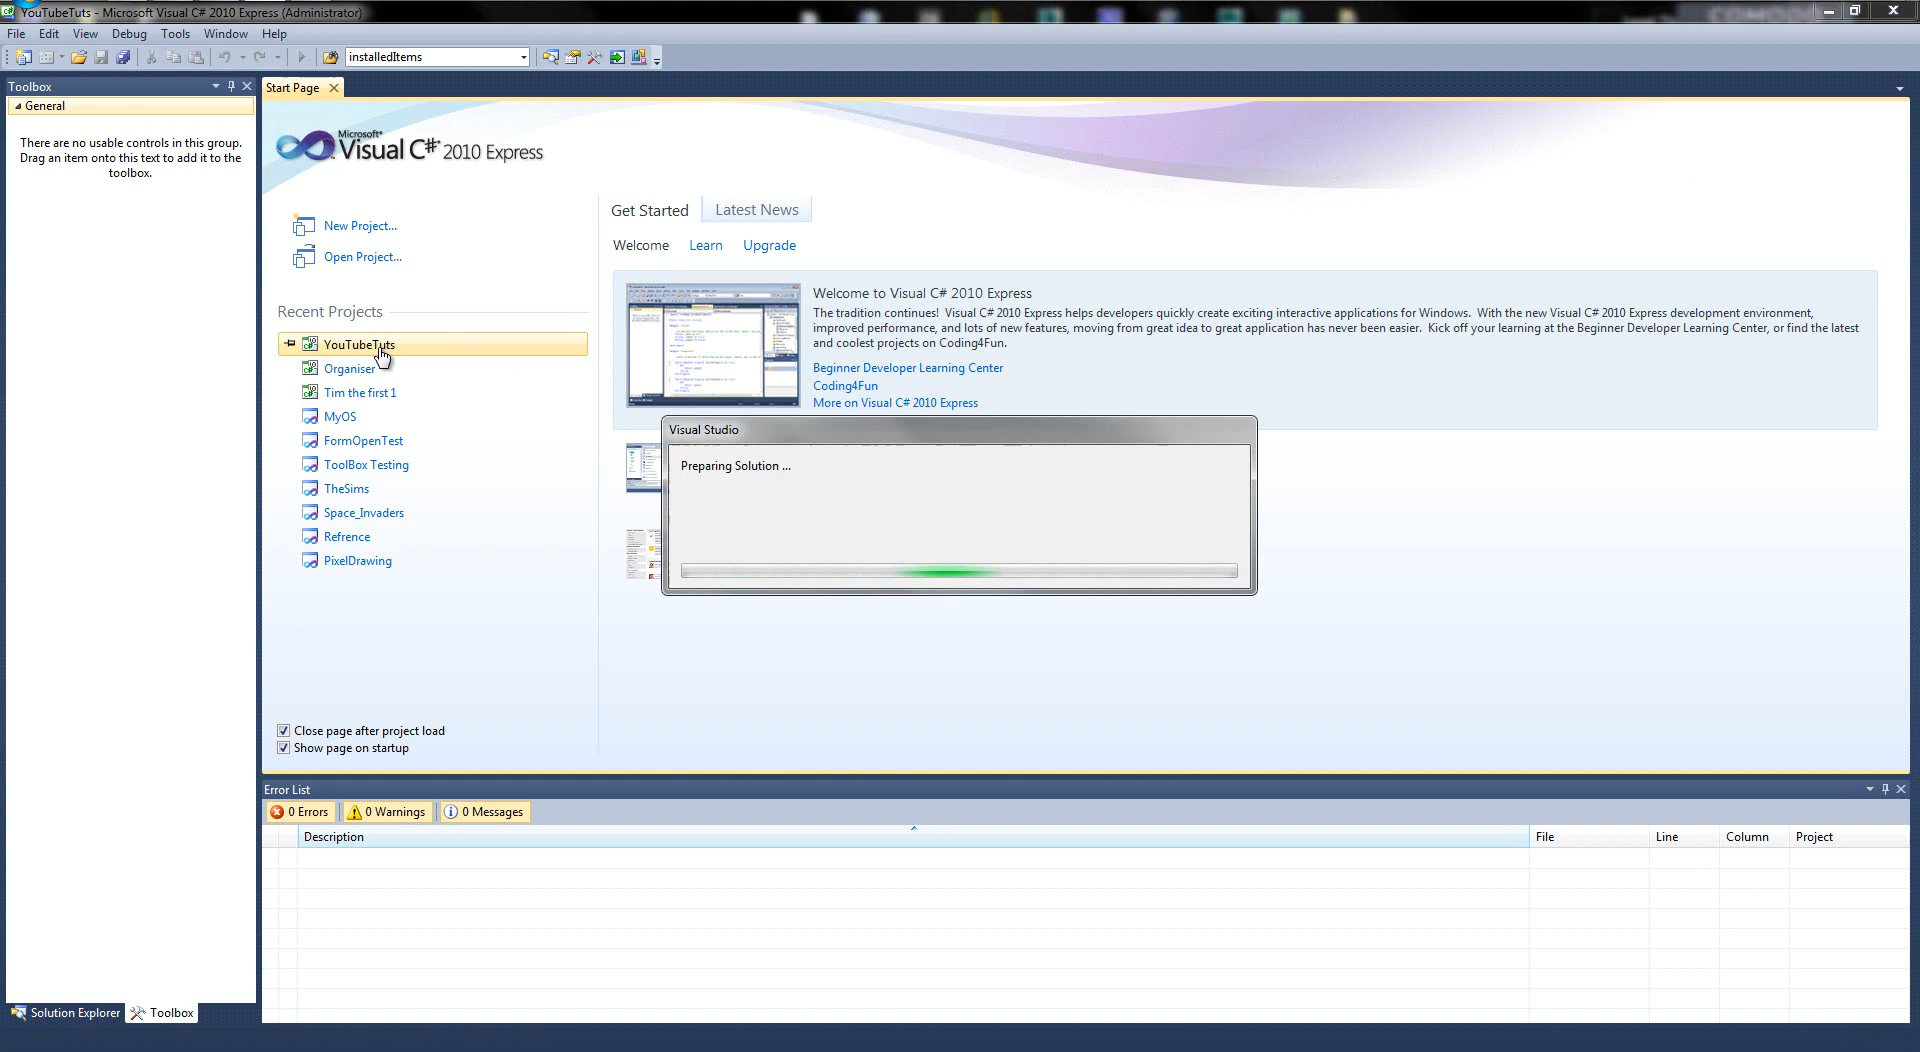 YouTubeTuts - Microsoft Visual C# 2010 Express (Administrator)
File Edit View Debug Tools Window Help
installedItems
Toolbox
General
There are no usable controls in this group.
Drag an item onto this text to add it to the
toolbox.
Solution Explorer Toolbox
Start Page
Microsoft®
Visual C#® 2010 Express
New Project...
Open Project...
Recent Projects
YouTubeTuts
Organiser
Tim the first 1
MyOS
FormOpenTest
ToolBox Testing
TheSims
Space_Invaders
Refrence
PixelDrawing
Close page after project load
Show page on startup
Get Started Latest News
Welcome Learn Upgrade
Welcome to Visual C# 2010 Express
The tradition continues! Visual C# 2010 Express helps developers quickly create exciting interactive applications for Windows. With the new Visual C# 2010 Express development environment,
improved performance, and lots of new features, moving from great idea to great application has never been easier. Kick off your learning at the Beginner Developer Learning Center, or find the latest
and coolest projects on Coding4Fun.
Beginner Developer Learning Center
Coding4Fun
More on Visual C# 2010 Express
Visual Studio
Preparing Solution ...
Error List
0 Errors 0 Warnings 0 Messages
Description File Line Column Project